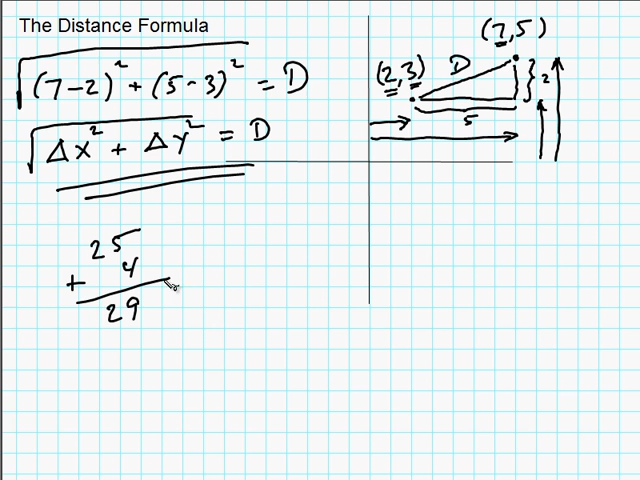 The Distance Formula
√((7-2)² + (5-3)²) = D
√(Δx² + Δy²) = D
25
+ 4
29
(7,5)
(2,3)
D
2
5